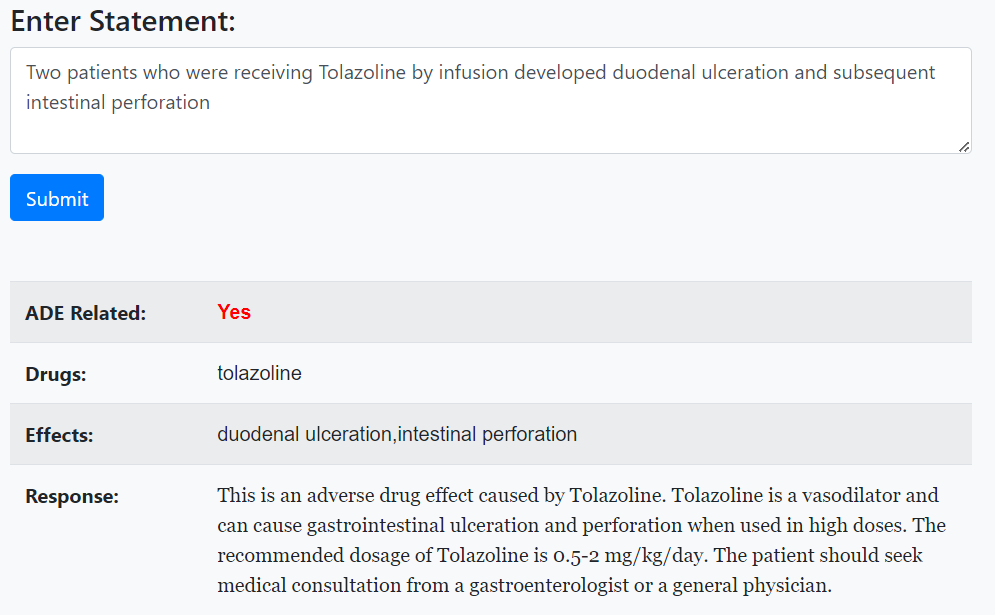 Enter Statement:
Two patients who were receiving Tolazoline by infusion developed duodenal ulceration and subsequent
intestinal perforation
Submit
ADE Related: Yes
Drugs: tolazoline
Effects: duodenal ulceration,intestinal perforation
Response: This is an adverse drug effect caused by Tolazoline. Tolazoline is a vasodilator and
can cause gastrointestinal ulceration and perforation when used in high doses. The
recommended dosage of Tolazoline is 0.5-2 mg/kg/day. The patient should seek
medical consultation from a gastroenterologist or a general physician.